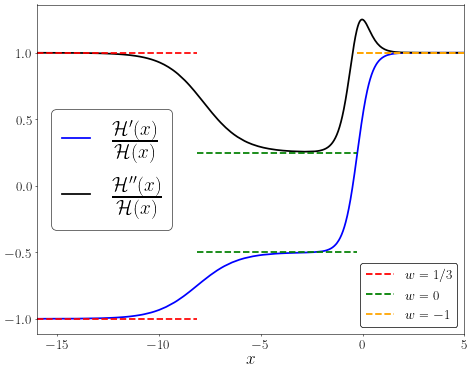 1.0
0.5
0.0
−0.5
−1.0
−15
−10
−5
0
5
x
ℋ′(x)
ℋ(x)
ℋ′′(x)
ℋ(x)
w = 1/3
w = 0
w = −1